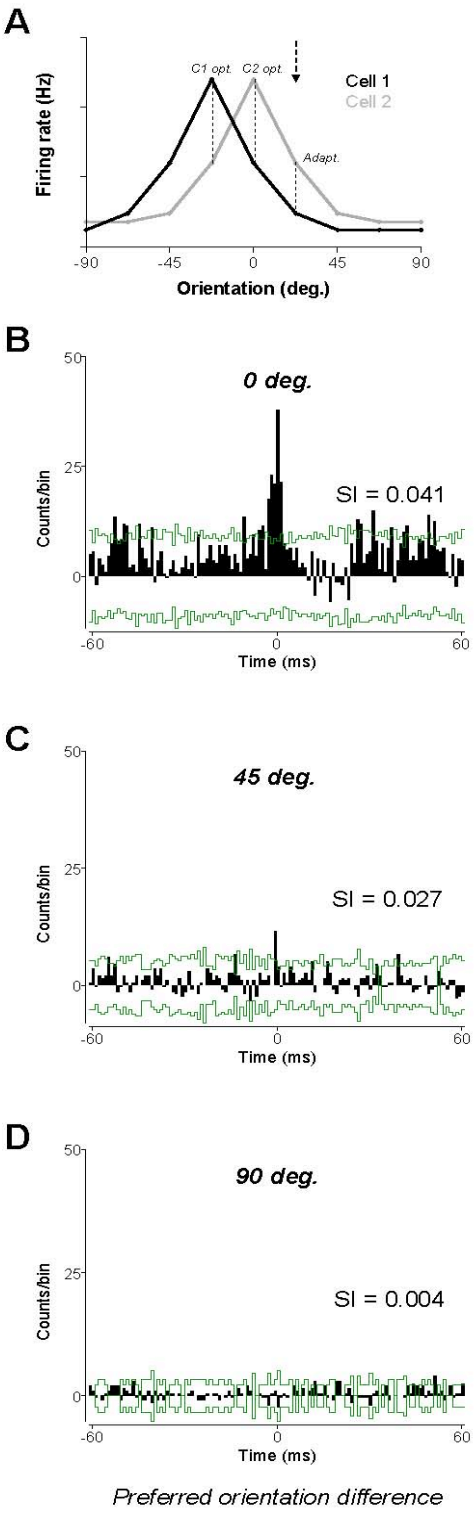 A
C1 opt. C2 opt.
Cell 1
Cell 2
Adapt.
Firing rate (Hz)
-90 -45 0 45 90
Orientation (deg.)
B
50
0 deg.
25
SI = 0.041
Counts/bin
0
-60 0 60
Time (ms)
C
50
45 deg.
25
SI = 0.027
Counts/bin
0
-60 0 60
Time (ms)
D
50
90 deg.
25
SI = 0.004
Counts/bin
0
-60 0 60
Time (ms)
Preferred orientation difference